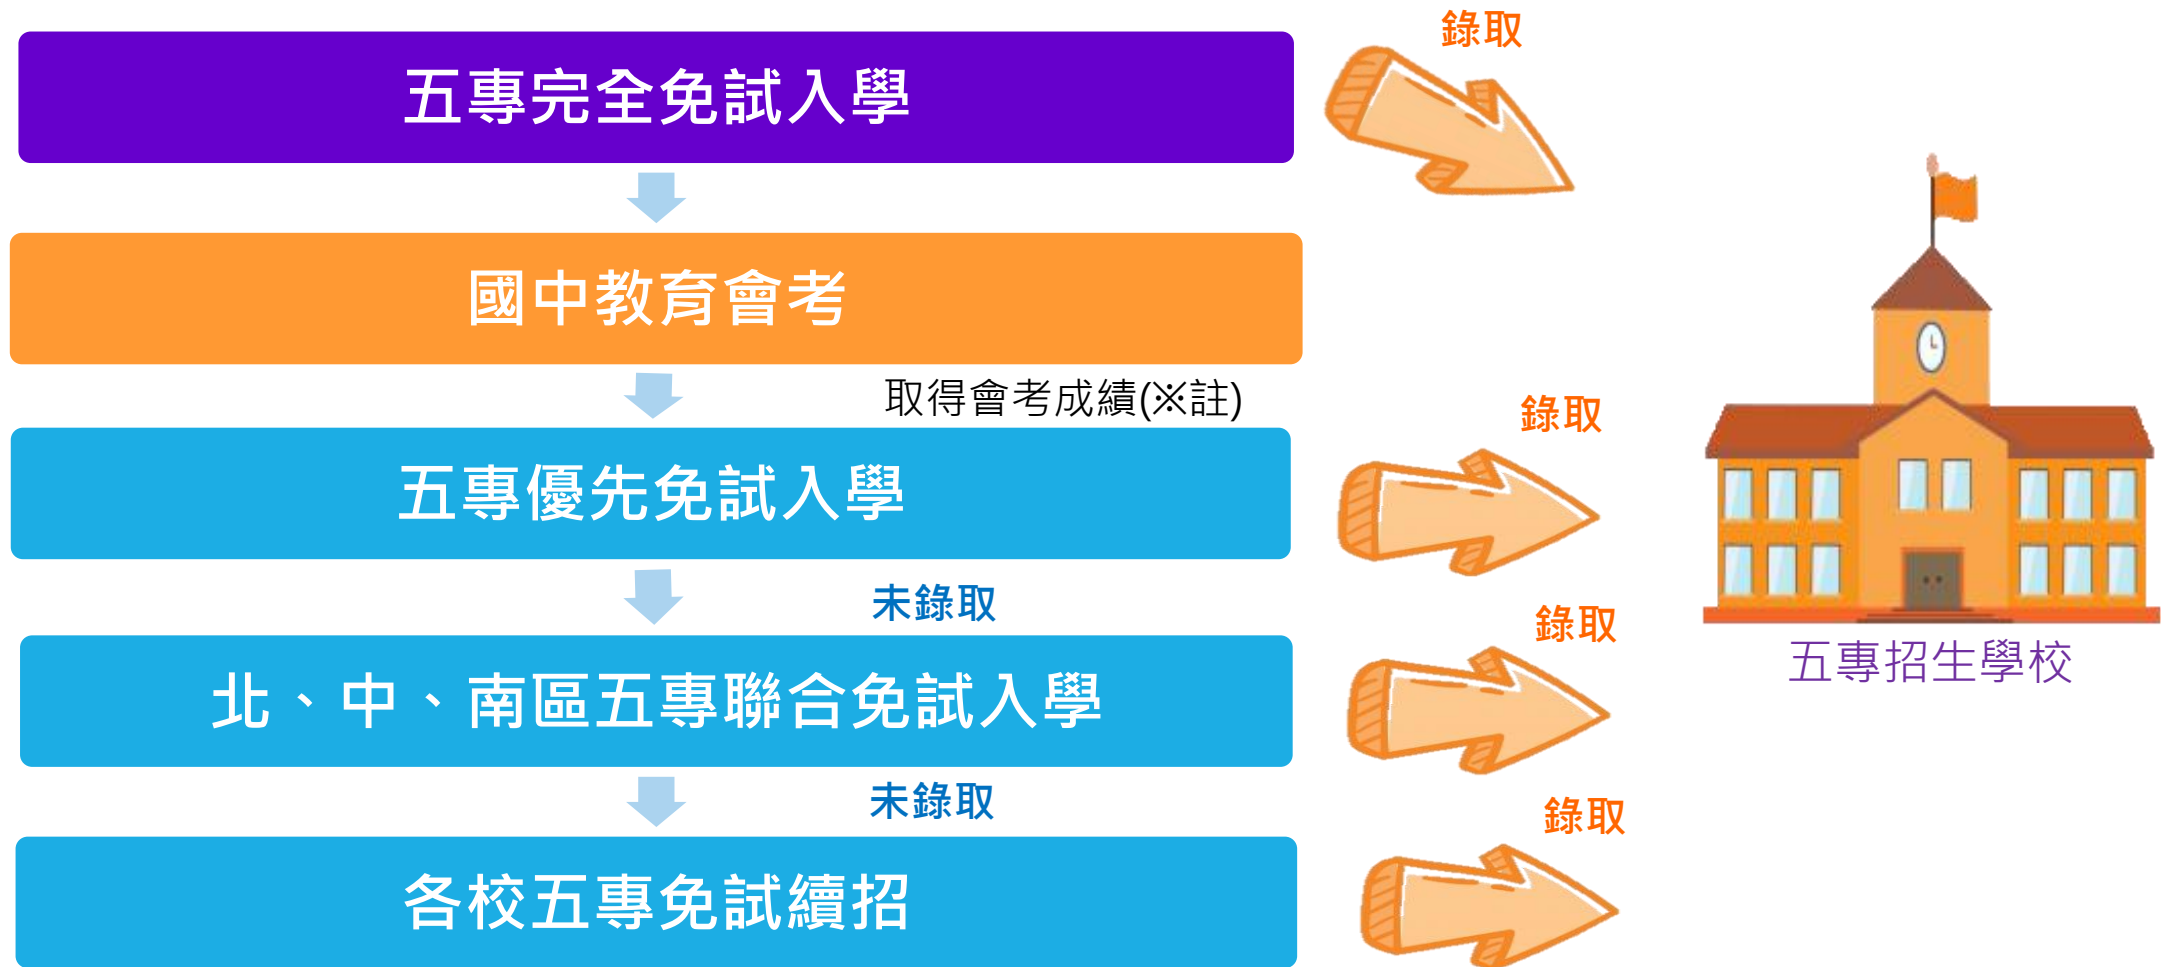 錄取
五專完全免試入學
國中教育會考
取得會考成績(※註)
錄取
五專優先免試入學
未錄取
錄取
五專招生學校
北、中、南區五專聯合免試入學
未錄取
錄取
各校五專免試續招